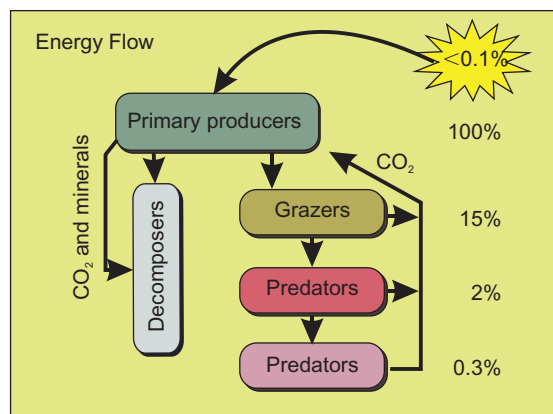 Energy Flow
<0.1%
Primary producers
100%
CO₂
CO₂ and minerals
Decomposers
Grazers
15%
Predators
2%
Predators
0.3%